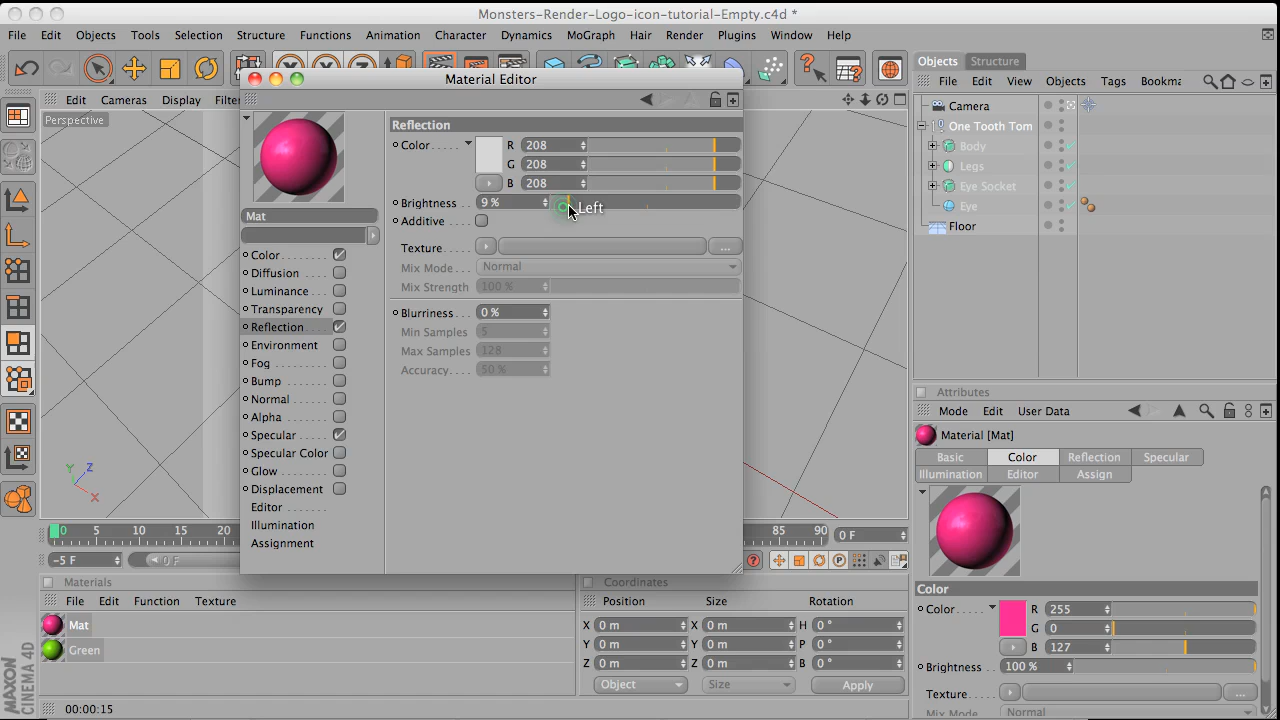 Monsters-Render-Logo-icon-tutorial-Empty.c4d *
File Edit Objects Tools Selection Structure Functions Animation Character Dynamics MoGraph Hair Render Plugins Window Help
Material Editor
Objects Structure
File Edit View Objects Tags Bookma
Edit Cameras Display Filter
Perspective
Camera
One Tooth Tom
Body
Legs
Eye Socket
Eye
Floor
Reflection
Color R 208
G 208
B 208
Brightness 9 %
Left
Additive
Texture ...
Mix Mode Normal
Mix Strength 100 %
Blurriness 0 %
Min Samples 5
Max Samples 128
Accuracy 50 %
Mat
Color
Diffusion
Luminance
Transparency
Reflection
Environment
Fog
Bump
Normal
Alpha
Specular
Specular Color
Glow
Displacement
Editor
Illumination
Assignment
Y Z X
0 5 10 15 20 85 90 0 F
-5 F 0 F
Attributes
Mode Edit User Data
Material [Mat]
Basic Color Reflection Specular
Illumination Editor Assign
Color
Color R 255
G 0
B 127
Brightness 100 %
Texture ...
Mix Mode Normal
Materials
File Edit Function Texture
Mat
Green
Coordinates
Position Size Rotation
X 0 m X 0 m H 0 °
Y 0 m Y 0 m P 0 °
Z 0 m Z 0 m B 0 °
Object Size Apply
MAXON
CINEMA 4D
00:00:15